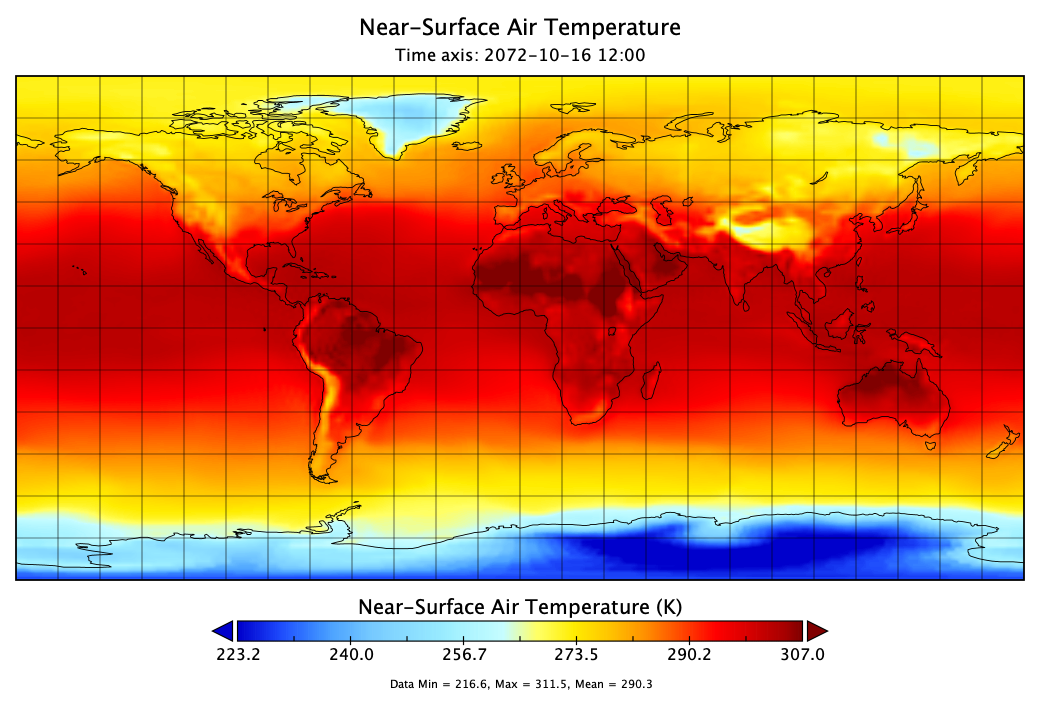 Near-Surface Air Temperature
Time axis: 2072-10-16 12:00
Near-Surface Air Temperature (K)
223.2 240.0 256.7 273.5 290.2 307.0
Data Min = 216.6, Max = 311.5, Mean = 290.3